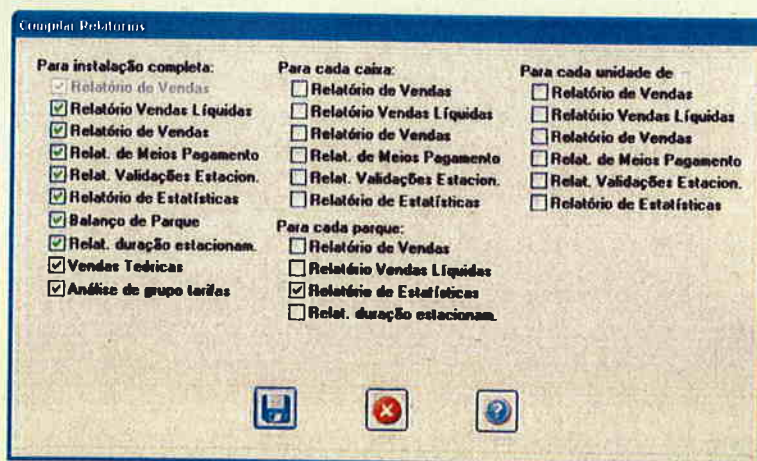 Compilar Relatorios
Para instalação completa:
Relatório de Vendas
Relatório Vendas Líquidas
Relatório de Vendas
Relat. de Meios Pagamento
Relat. Validações Estacion.
Relatório de Estatísticas
Balanço de Parque
Relat. duração estacionam.
Vendas Teóricas
Análise de grupo tarifas
Para cada caixa:
Relatório de Vendas
Relatório Vendas Líquidas
Relatório de Vendas
Relat. de Meios Pagamento
Relat. Validações Estacion.
Relatório de Estatísticas
Para cada parque:
Relatório de Vendas
Relatório Vendas Líquidas
Relatório de Estatísticas
Relat. duração estacionam.
Para cada unidade de
Relatório de Vendas
Relatório Vendas Líquidas
Relatório de Vendas
Relat. de Meios Pagamento
Relat. Validações Estacion.
Relatório de Estatísticas